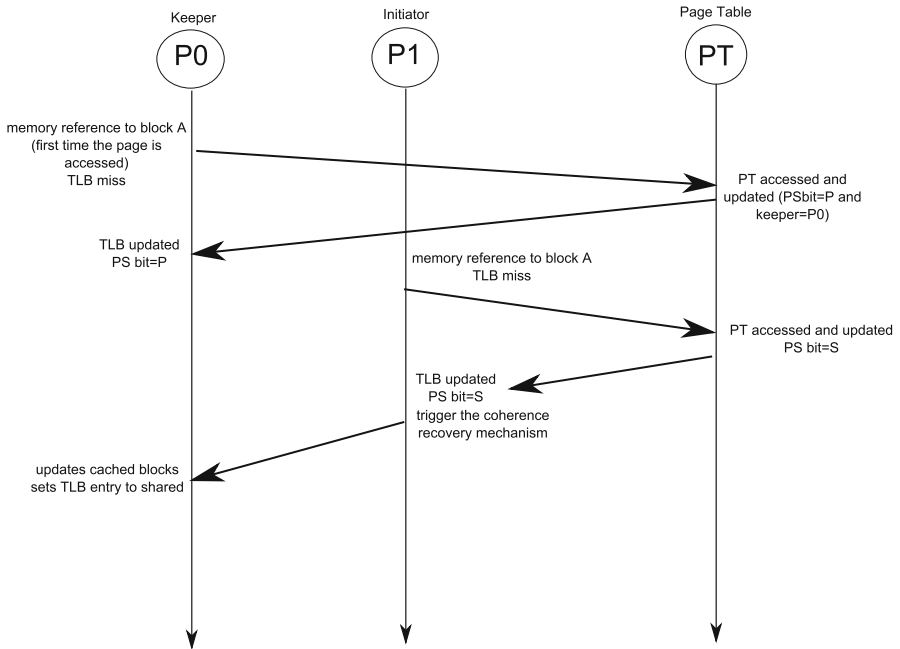 Keeper
Initiator
Page Table
P0
P1
PT
memory reference to block A
(first time the page is
accessed)
TLB miss
PT accessed and
updated (PSbit=P and
keeper=P0)
TLB updated
PS bit=P
memory reference to block A
TLB miss
PT accessed and updated
PS bit=S
TLB updated
PS bit=S
trigger the coherence
recovery mechanism
updates cached blocks
sets TLB entry to shared